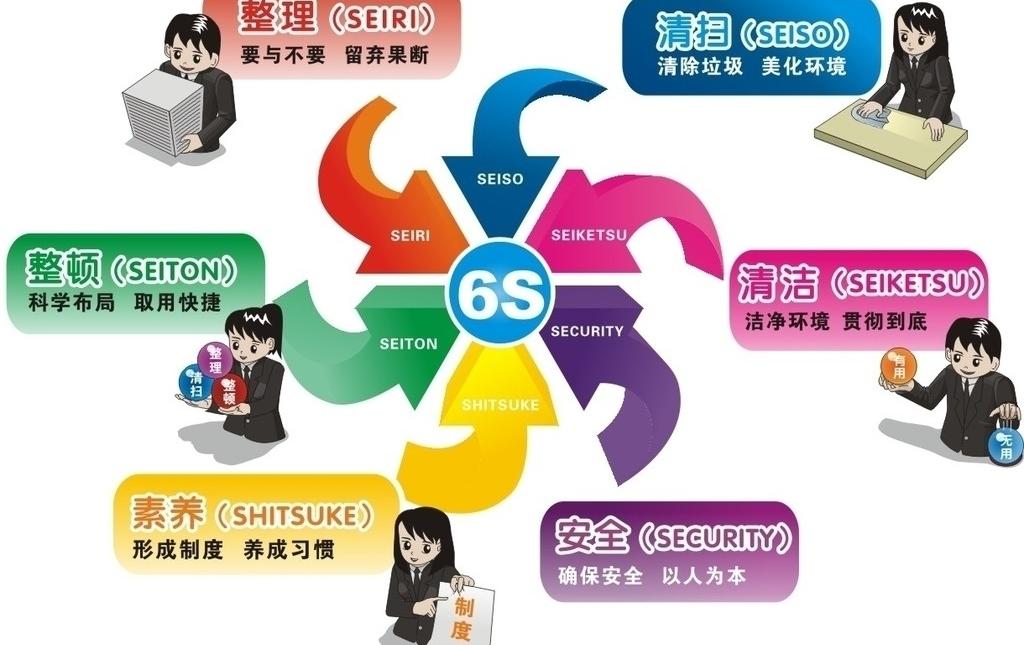 整理（SEIRI）
要与不要 留弃果断
清扫（SEISO）
清除垃圾 美化环境
SEISO
SEIRI
SEIKETSU
整顿（SEITON）
科学布局 取用快捷
清洁（SEIKETSU）
洁净环境 贯彻到底
6S
SEITON
SECURITY
SHITSUKE
整理
清扫
整顿
有用
无用
素养（SHITSUKE）
形成制度 养成习惯
安全（SECURITY）
确保安全 以人为本
制度